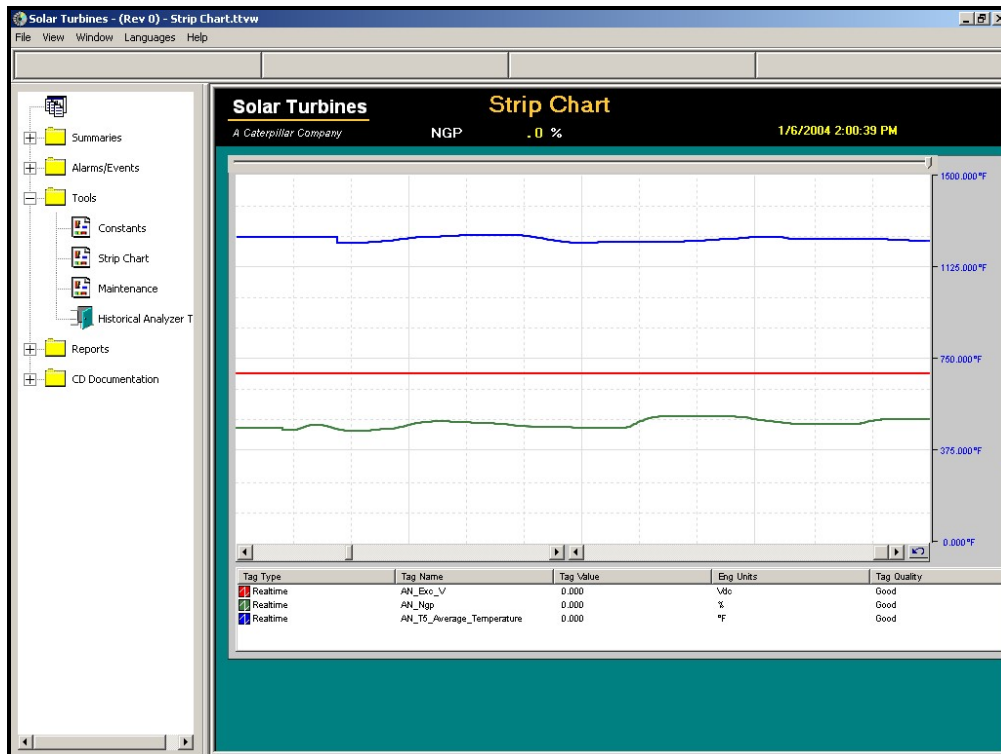 Solar Turbines - (Rev 0) - Strip Chart.ttvw
File View Window Languages Help
Solar Turbines Strip Chart
A Caterpillar Company NGP .0 % 1/6/2004 2:00:39 PM
Summaries
Alarms/Events
Tools
Constants
Strip Chart
Maintenance
Historical Analyzer T
Reports
CD Documentation
1500.000°F
1125.000°F
750.000°F
375.000°F
0.000°F
Tag Type Tag Name Tag Value Eng Units Tag Quality
Realtime AN_Exc_V 0.000 Vdc Good
Realtime AN_Ngp 0.000 % Good
Realtime AN_T5_Average_Temperature 0.000 °F Good